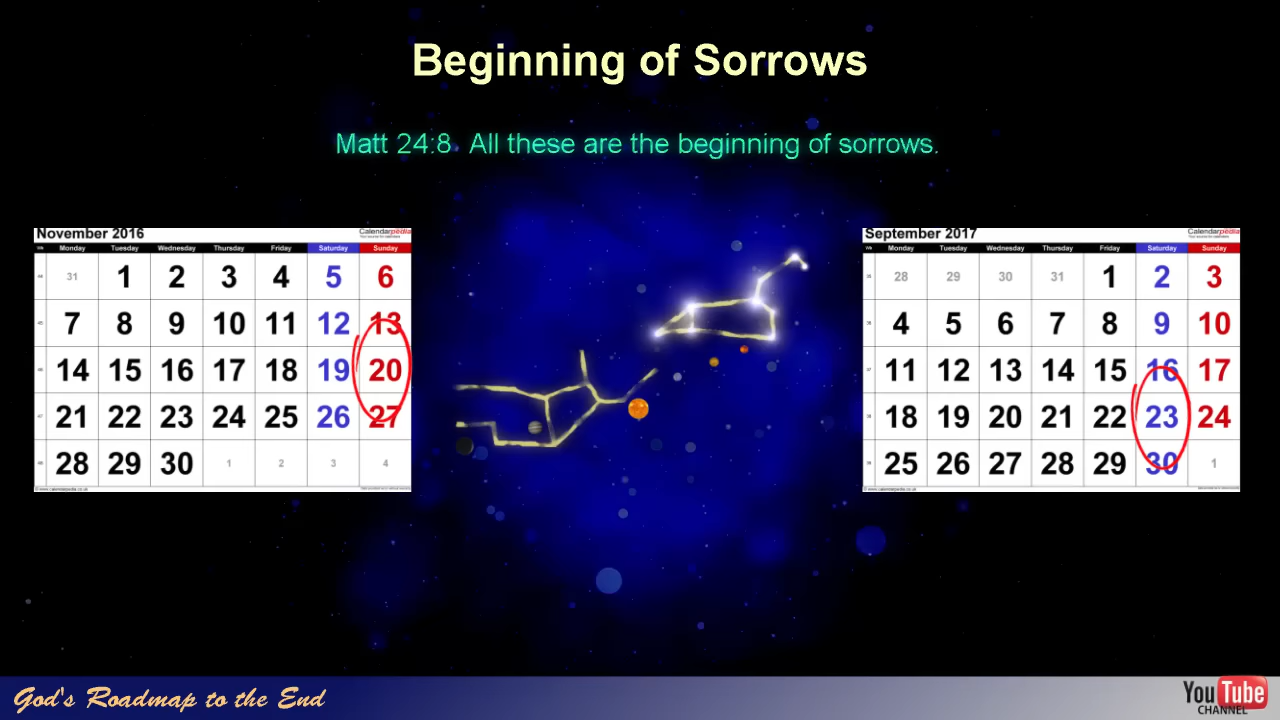 Beginning of Sorrows
Matt 24:8 All these are the beginning of sorrows.
November 2016
Calendarpedia
Monday Tuesday Wednesday Thursday Friday Saturday Sunday
31 1 2 3 4 5 6
7 8 9 10 11 12 13
14 15 16 17 18 19 20
21 22 23 24 25 26 27
28 29 30 1 2 3 4
September 2017
Calendarpedia
Monday Tuesday Wednesday Thursday Friday Saturday Sunday
28 29 30 31 1 2 3
4 5 6 7 8 9 10
11 12 13 14 15 16 17
18 19 20 21 22 23 24
25 26 27 28 29 30 1
God's Roadmap to the End
YouTube
CHANNEL